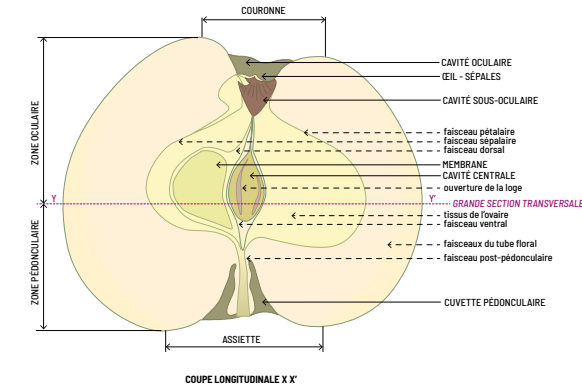 COURONNE
CAVITÉ OCULAIRE
ŒIL - SÉPALES
CAVITÉ SOUS-OCULAIRE
faisceau pétalaire
faisceau sépalaire
faisceau dorsal
MEMBRANE
CAVITÉ CENTRALE
ouverture de la loge
Y
Y'
GRANDE SECTION TRANSVERSALE
tissus de l'ovaire
faisceau ventral
faisceaux du tube floral
faisceau post-pédonculaire
CUVETTE PÉDONCULAIRE
ZONE OCULAIRE
ZONE PÉDONCULAIRE
ASSIETTE
COUPE LONGITUDINALE X X'